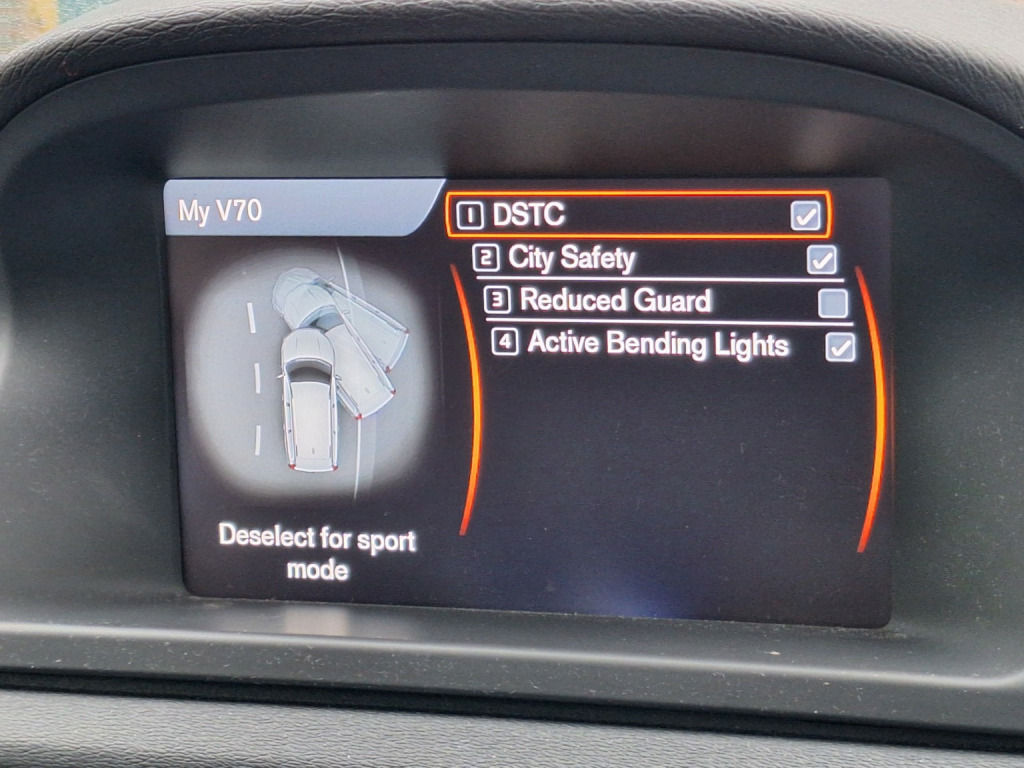 My V70
1 DSTC
2 City Safety
3 Reduced Guard
4 Active Bending Lights
Deselect for sport
mode